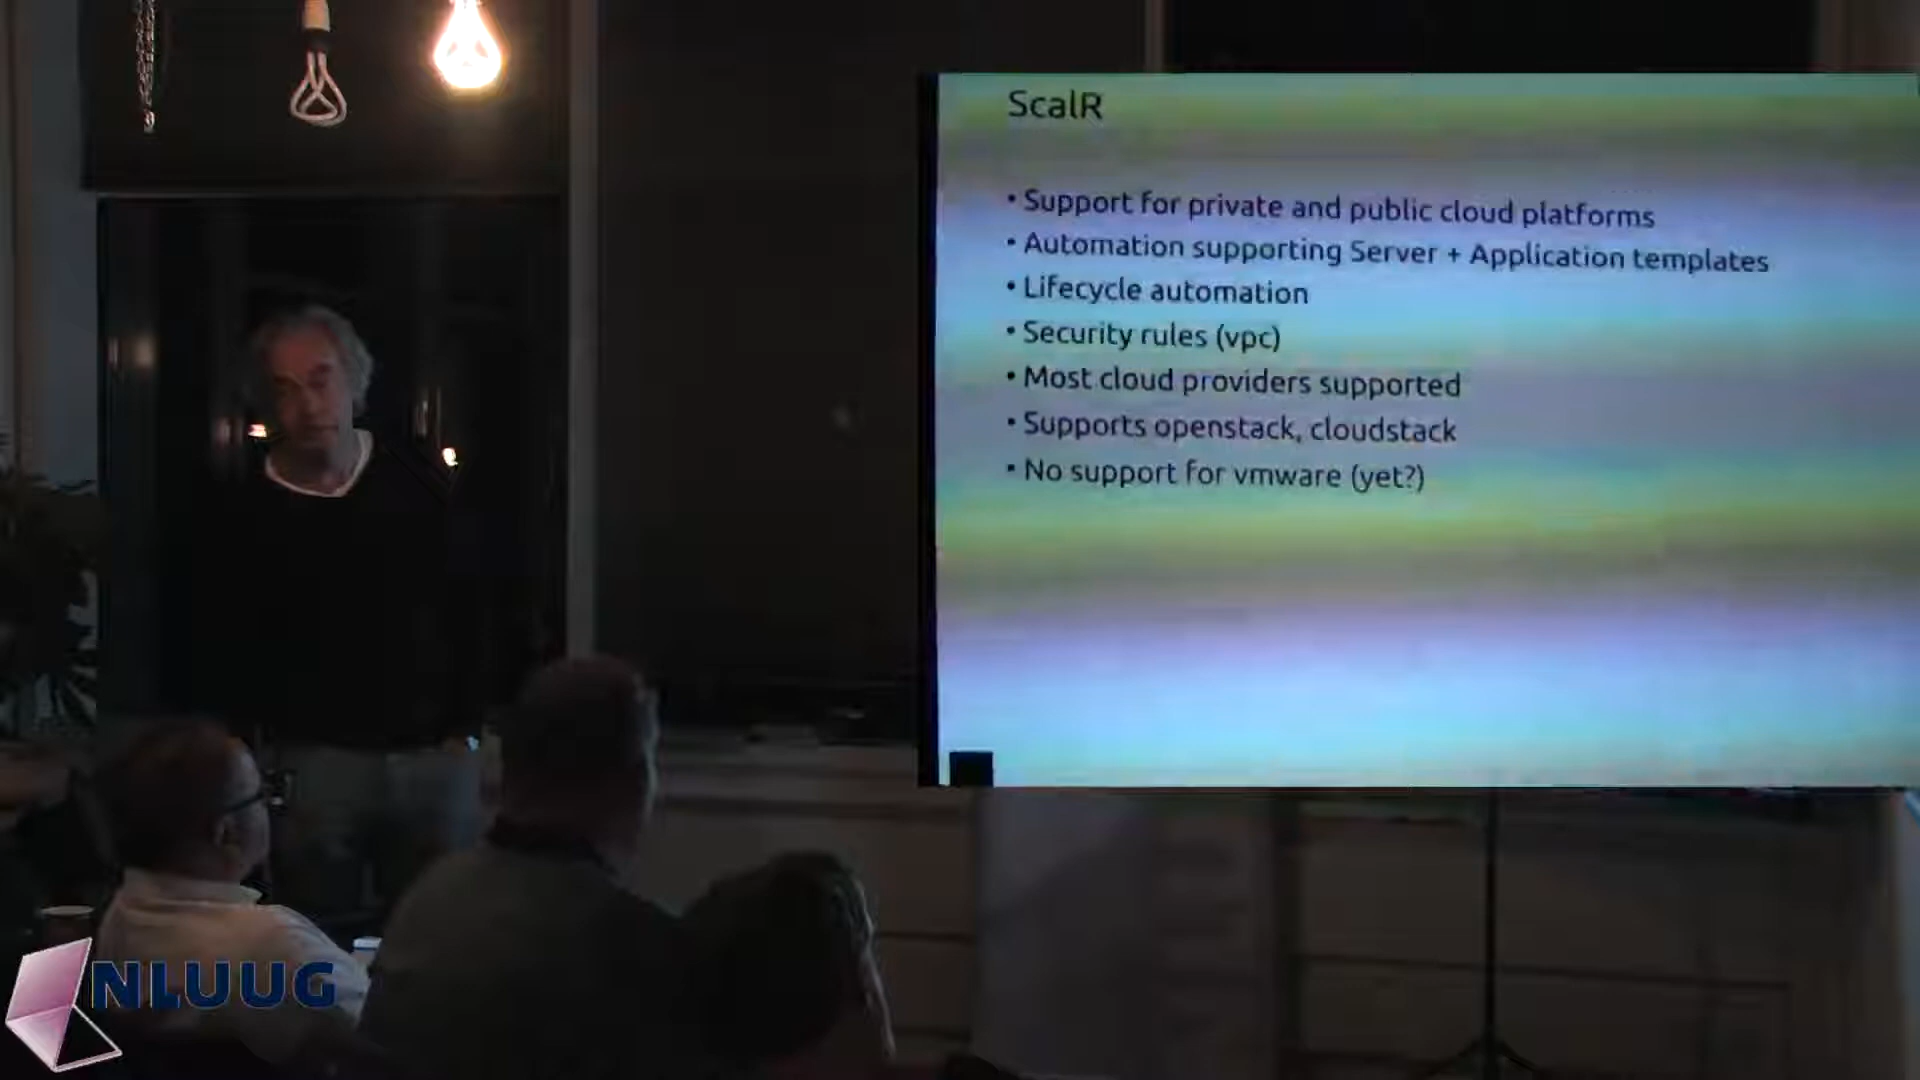 ScalR
• Support for private and public cloud platforms
• Automation supporting Server + Application templates
• Lifecycle automation
• Security rules (vpc)
• Most cloud providers supported
• Supports openstack, cloudstack
• No support for vmware (yet?)
NLUUG